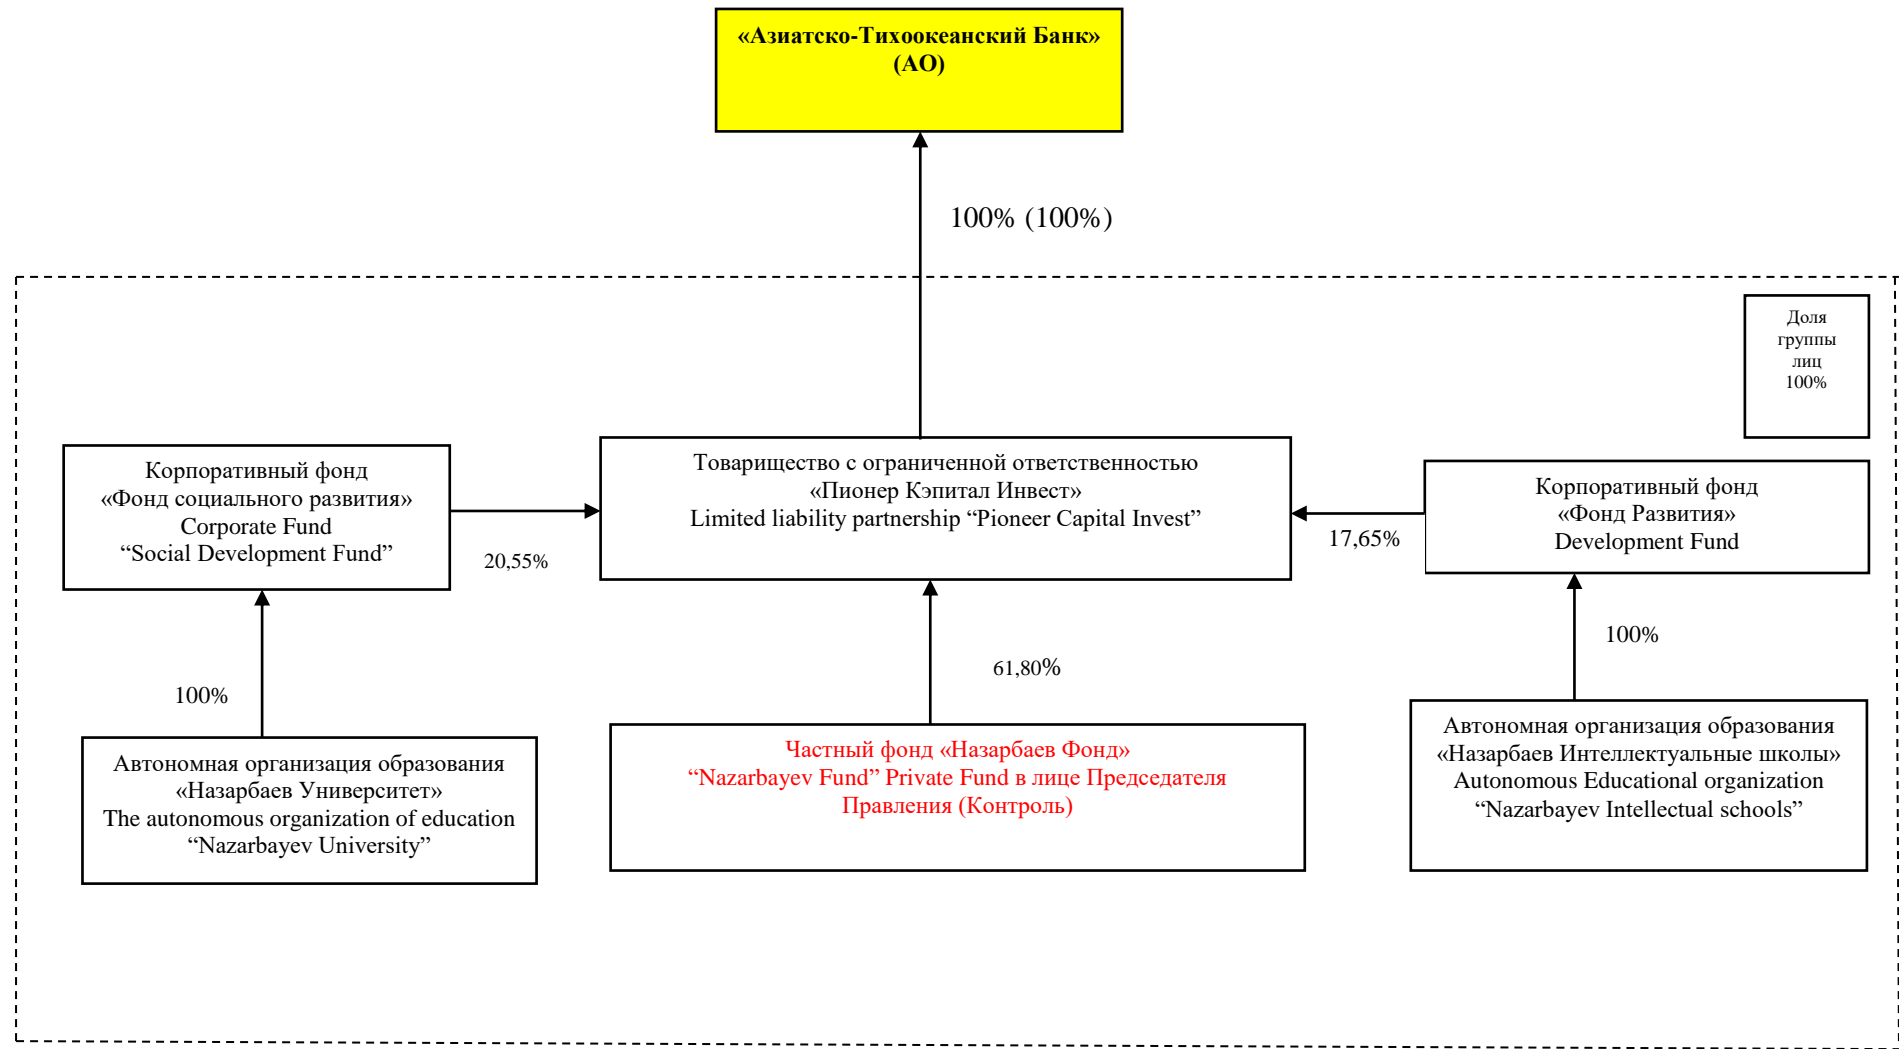 «Азиатско-Тихоокеанский Банк»
(АО)
100% (100%)
Доля
группы
лиц
100%
Корпоративный фонд
«Фонд социального развития»
Corporate Fund
“Social Development Fund”
20,55%
Товарищество с ограниченной ответственностью
«Пионер Кэпитал Инвест»
Limited liability partnership “Pioneer Capital Invest”
17,65%
Корпоративный фонд
«Фонд Развития»
Development Fund
100%
61,80%
100%
Автономная организация образования
«Назарбаев Университет»
The autonomous organization of education
“Nazarbayev University”
Частный фонд «Назарбаев Фонд»
“Nazarbayev Fund” Private Fund в лице Председателя
Правления (Контроль)
Автономная организация образования
«Назарбаев Интеллектуальные школы»
Autonomous Educational organization
“Nazarbayev Intellectual schools”